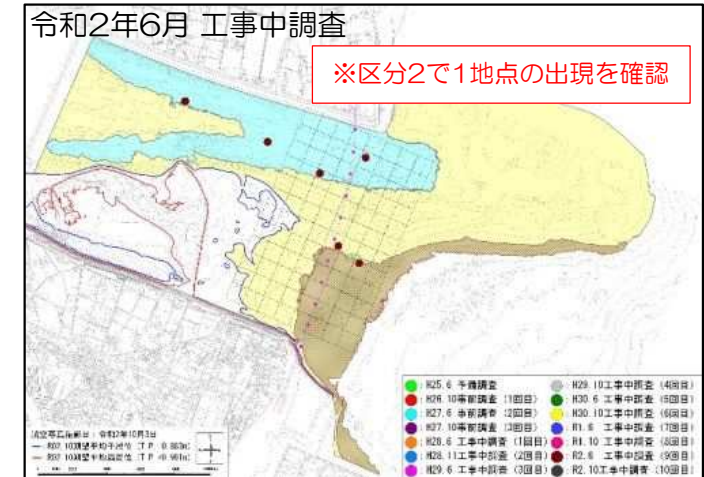 令和2年6月 工事中調査
※区分2で1地点の出現を確認
H25.6 予備調査
H26.10事前調査 (1回目)
H27.6 事前調査 (2回目)
H27.10事前調査 (3回目)
H28.6 工事中調査 (1回目)
H28.11工事中調査 (2回目)
H29.6 工事中調査 (3回目)
H29.10工事中調査 (4回目)
H30.6 工事中調査 (5回目)
H30.10工事中調査 (6回目)
R1.6 工事中調査 (7回目)
R1.10 工事中調査 (8回目)
R2.6 工事中調査 (9回目)
R2.10工事中調査 (10回目)